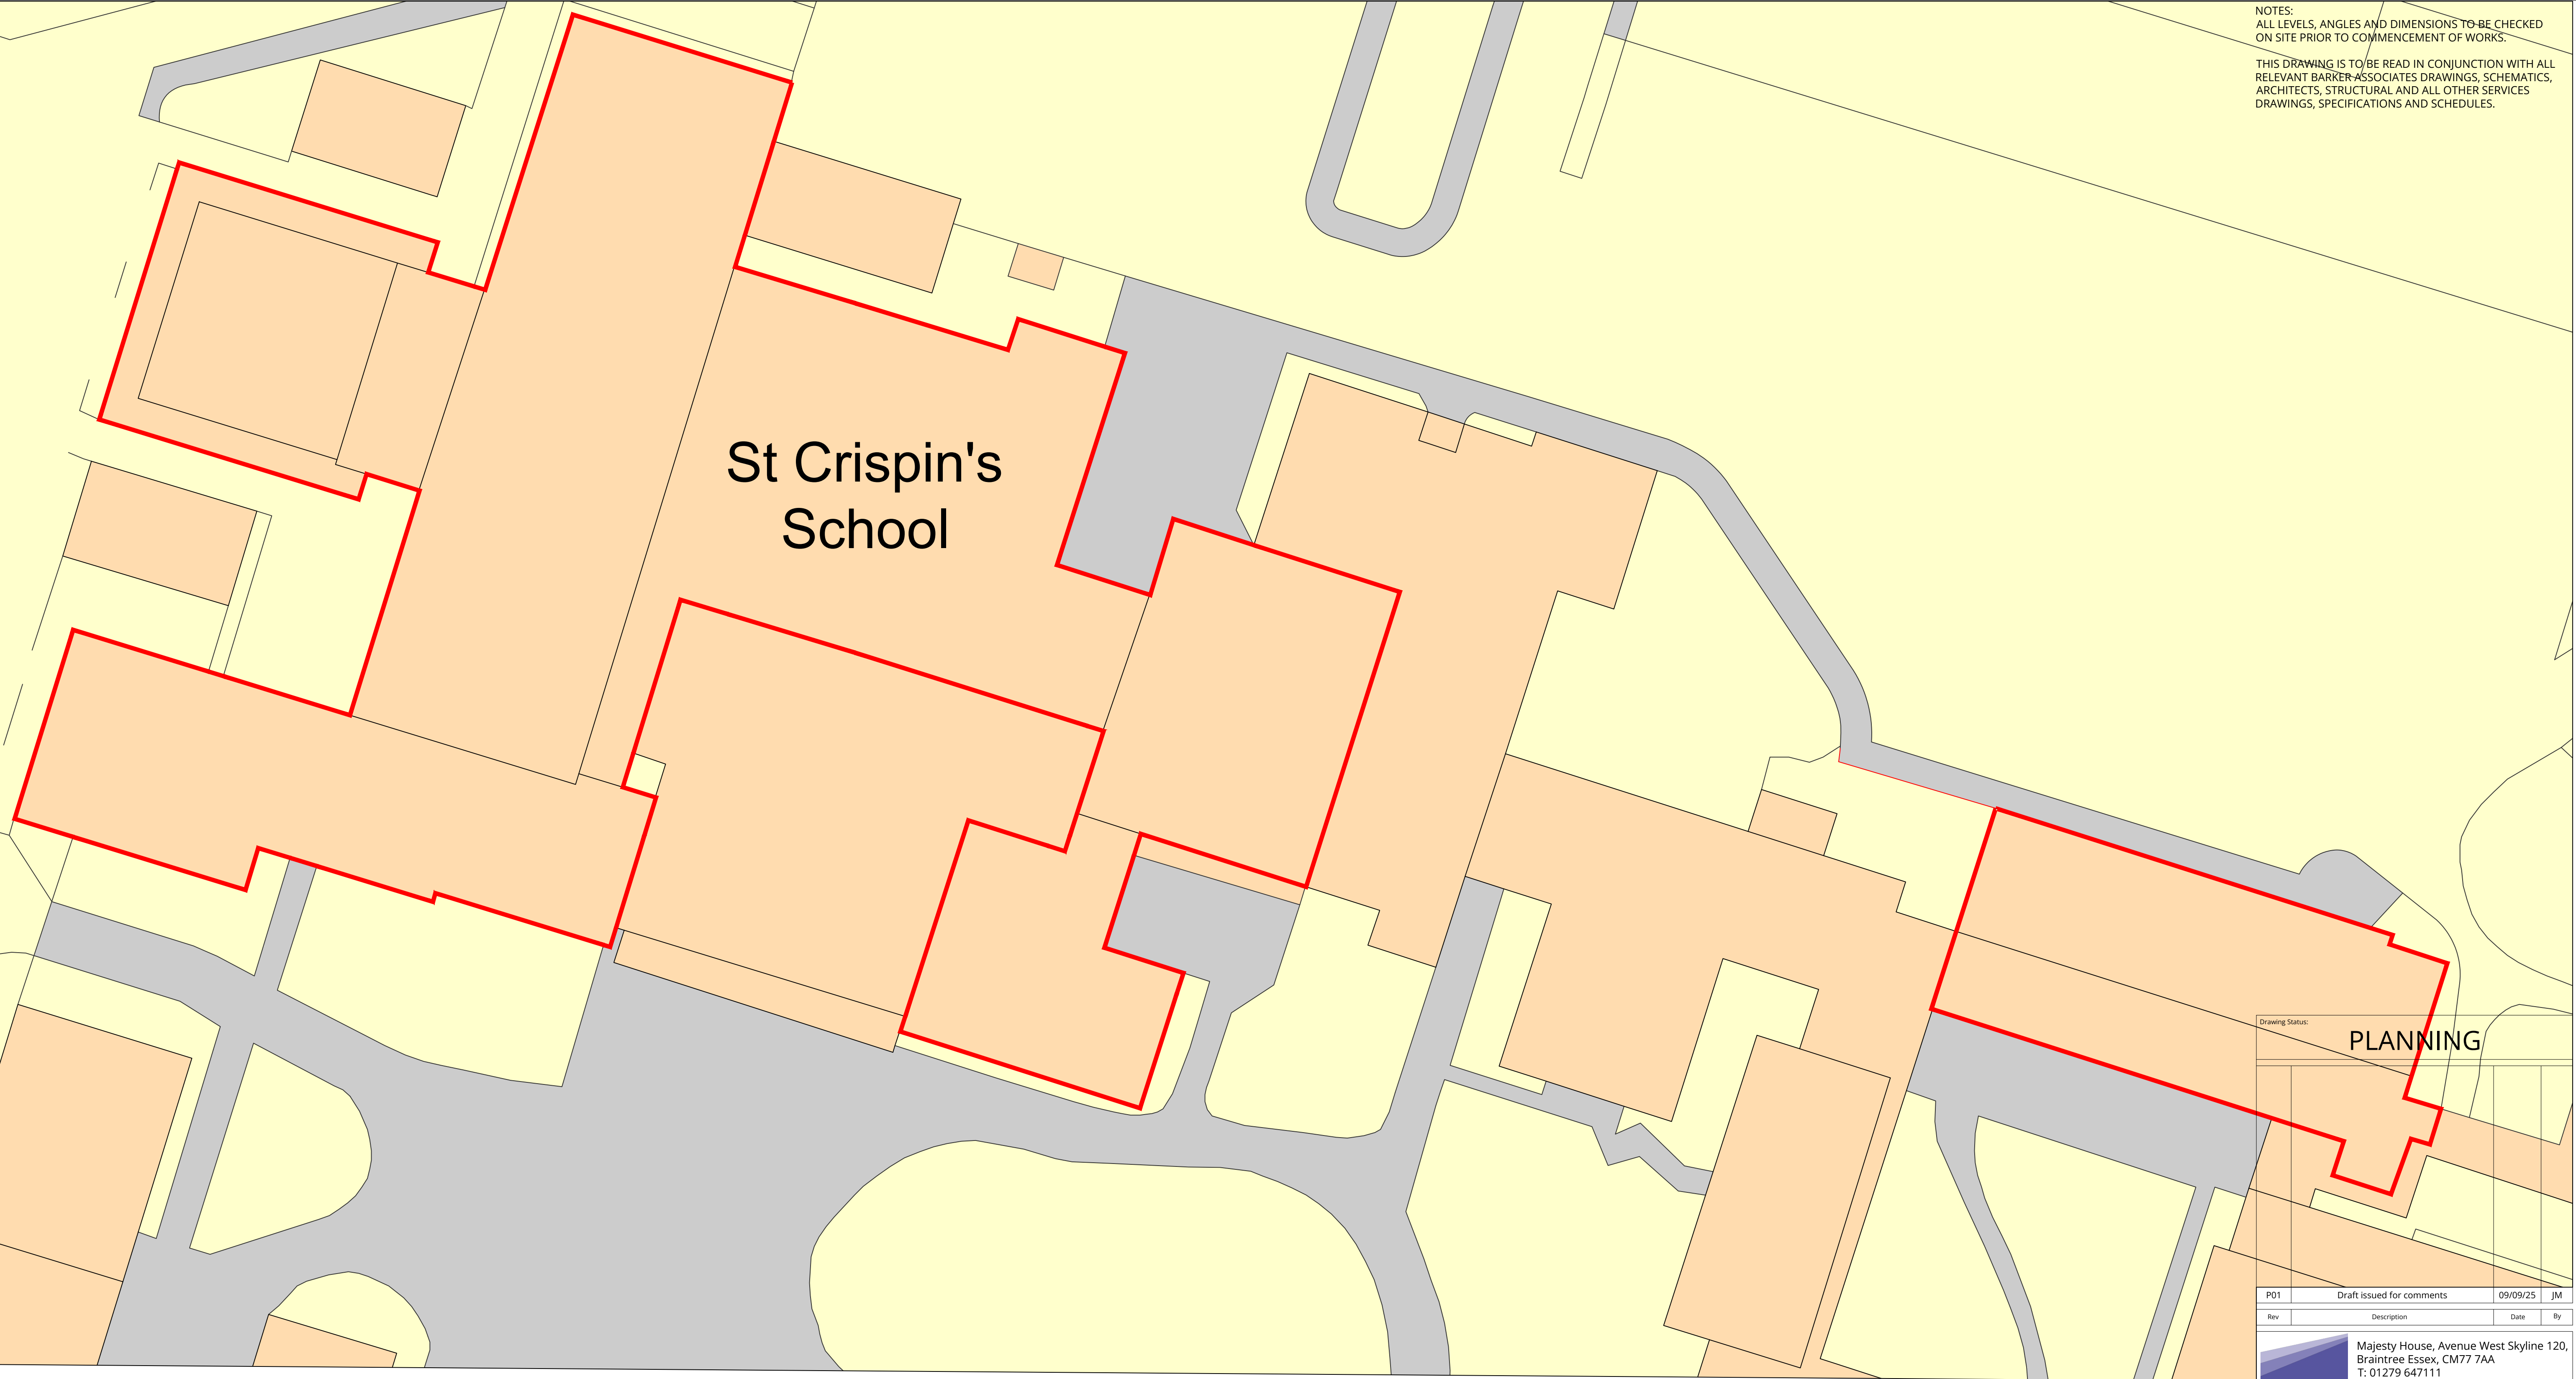 NOTES:
ALL LEVELS, ANGLES AND DIMENSIONS TO BE CHECKED
ON SITE PRIOR TO COMMENCEMENT OF WORKS.
THIS DRAWING IS TO BE READ IN CONJUNCTION WITH ALL
RELEVANT BARKER ASSOCIATES DRAWINGS, SCHEMATICS,
ARCHITECTS, STRUCTURAL AND ALL OTHER SERVICES
DRAWINGS, SPECIFICATIONS AND SCHEDULES.
St Crispin's
School
Drawing Status:
PLANNING
P01 Draft issued for comments 09/09/25 JM
Rev Description Date By
Majesty House, Avenue West Skyline 120,
Braintree Essex, CM77 7AA
T: 01279 647111